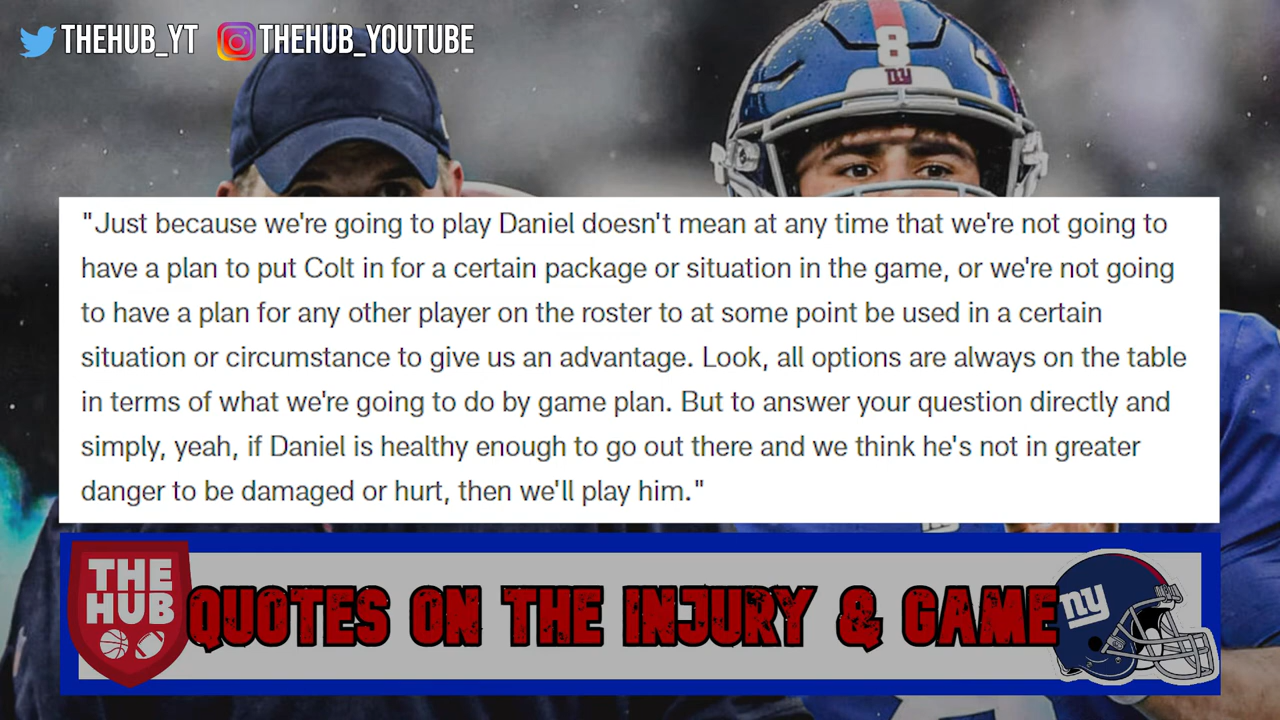 THEHUB_YT THEHUB_YOUTUBE
8
ny
"Just because we're going to play Daniel doesn't mean at any time that we're not going to
have a plan to put Colt in for a certain package or situation in the game, or we're not going
to have a plan for any other player on the roster to at some point be used in a certain
situation or circumstance to give us an advantage. Look, all options are always on the table
in terms of what we're going to do by game plan. But to answer your question directly and
simply, yeah, if Daniel is healthy enough to go out there and we think he's not in greater
danger to be damaged or hurt, then we'll play him."
THE
HUB
QUOTES ON THE INJURY & GAME
ny